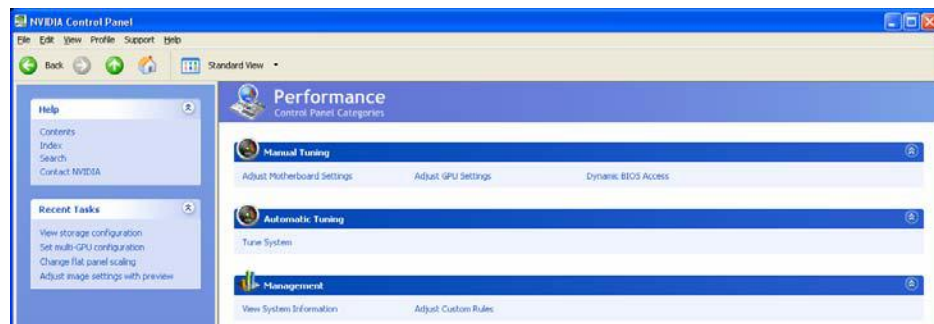 NVIDIA Control Panel
File Edit View Profile Support Help
Back Standard View
Performance
Control Panel Categories
Help
Contents
Index
Search
Contact NVIDIA
Recent Tasks
View storage configuration
Set multi-GPU configuration
Change flat panel scaling
Adjust image settings with preview
Manual Tuning
Adjust Motherboard Settings Adjust GPU Settings Dynamic BIOS Access
Automatic Tuning
Tune System
Management
View System Information Adjust Custom Rules